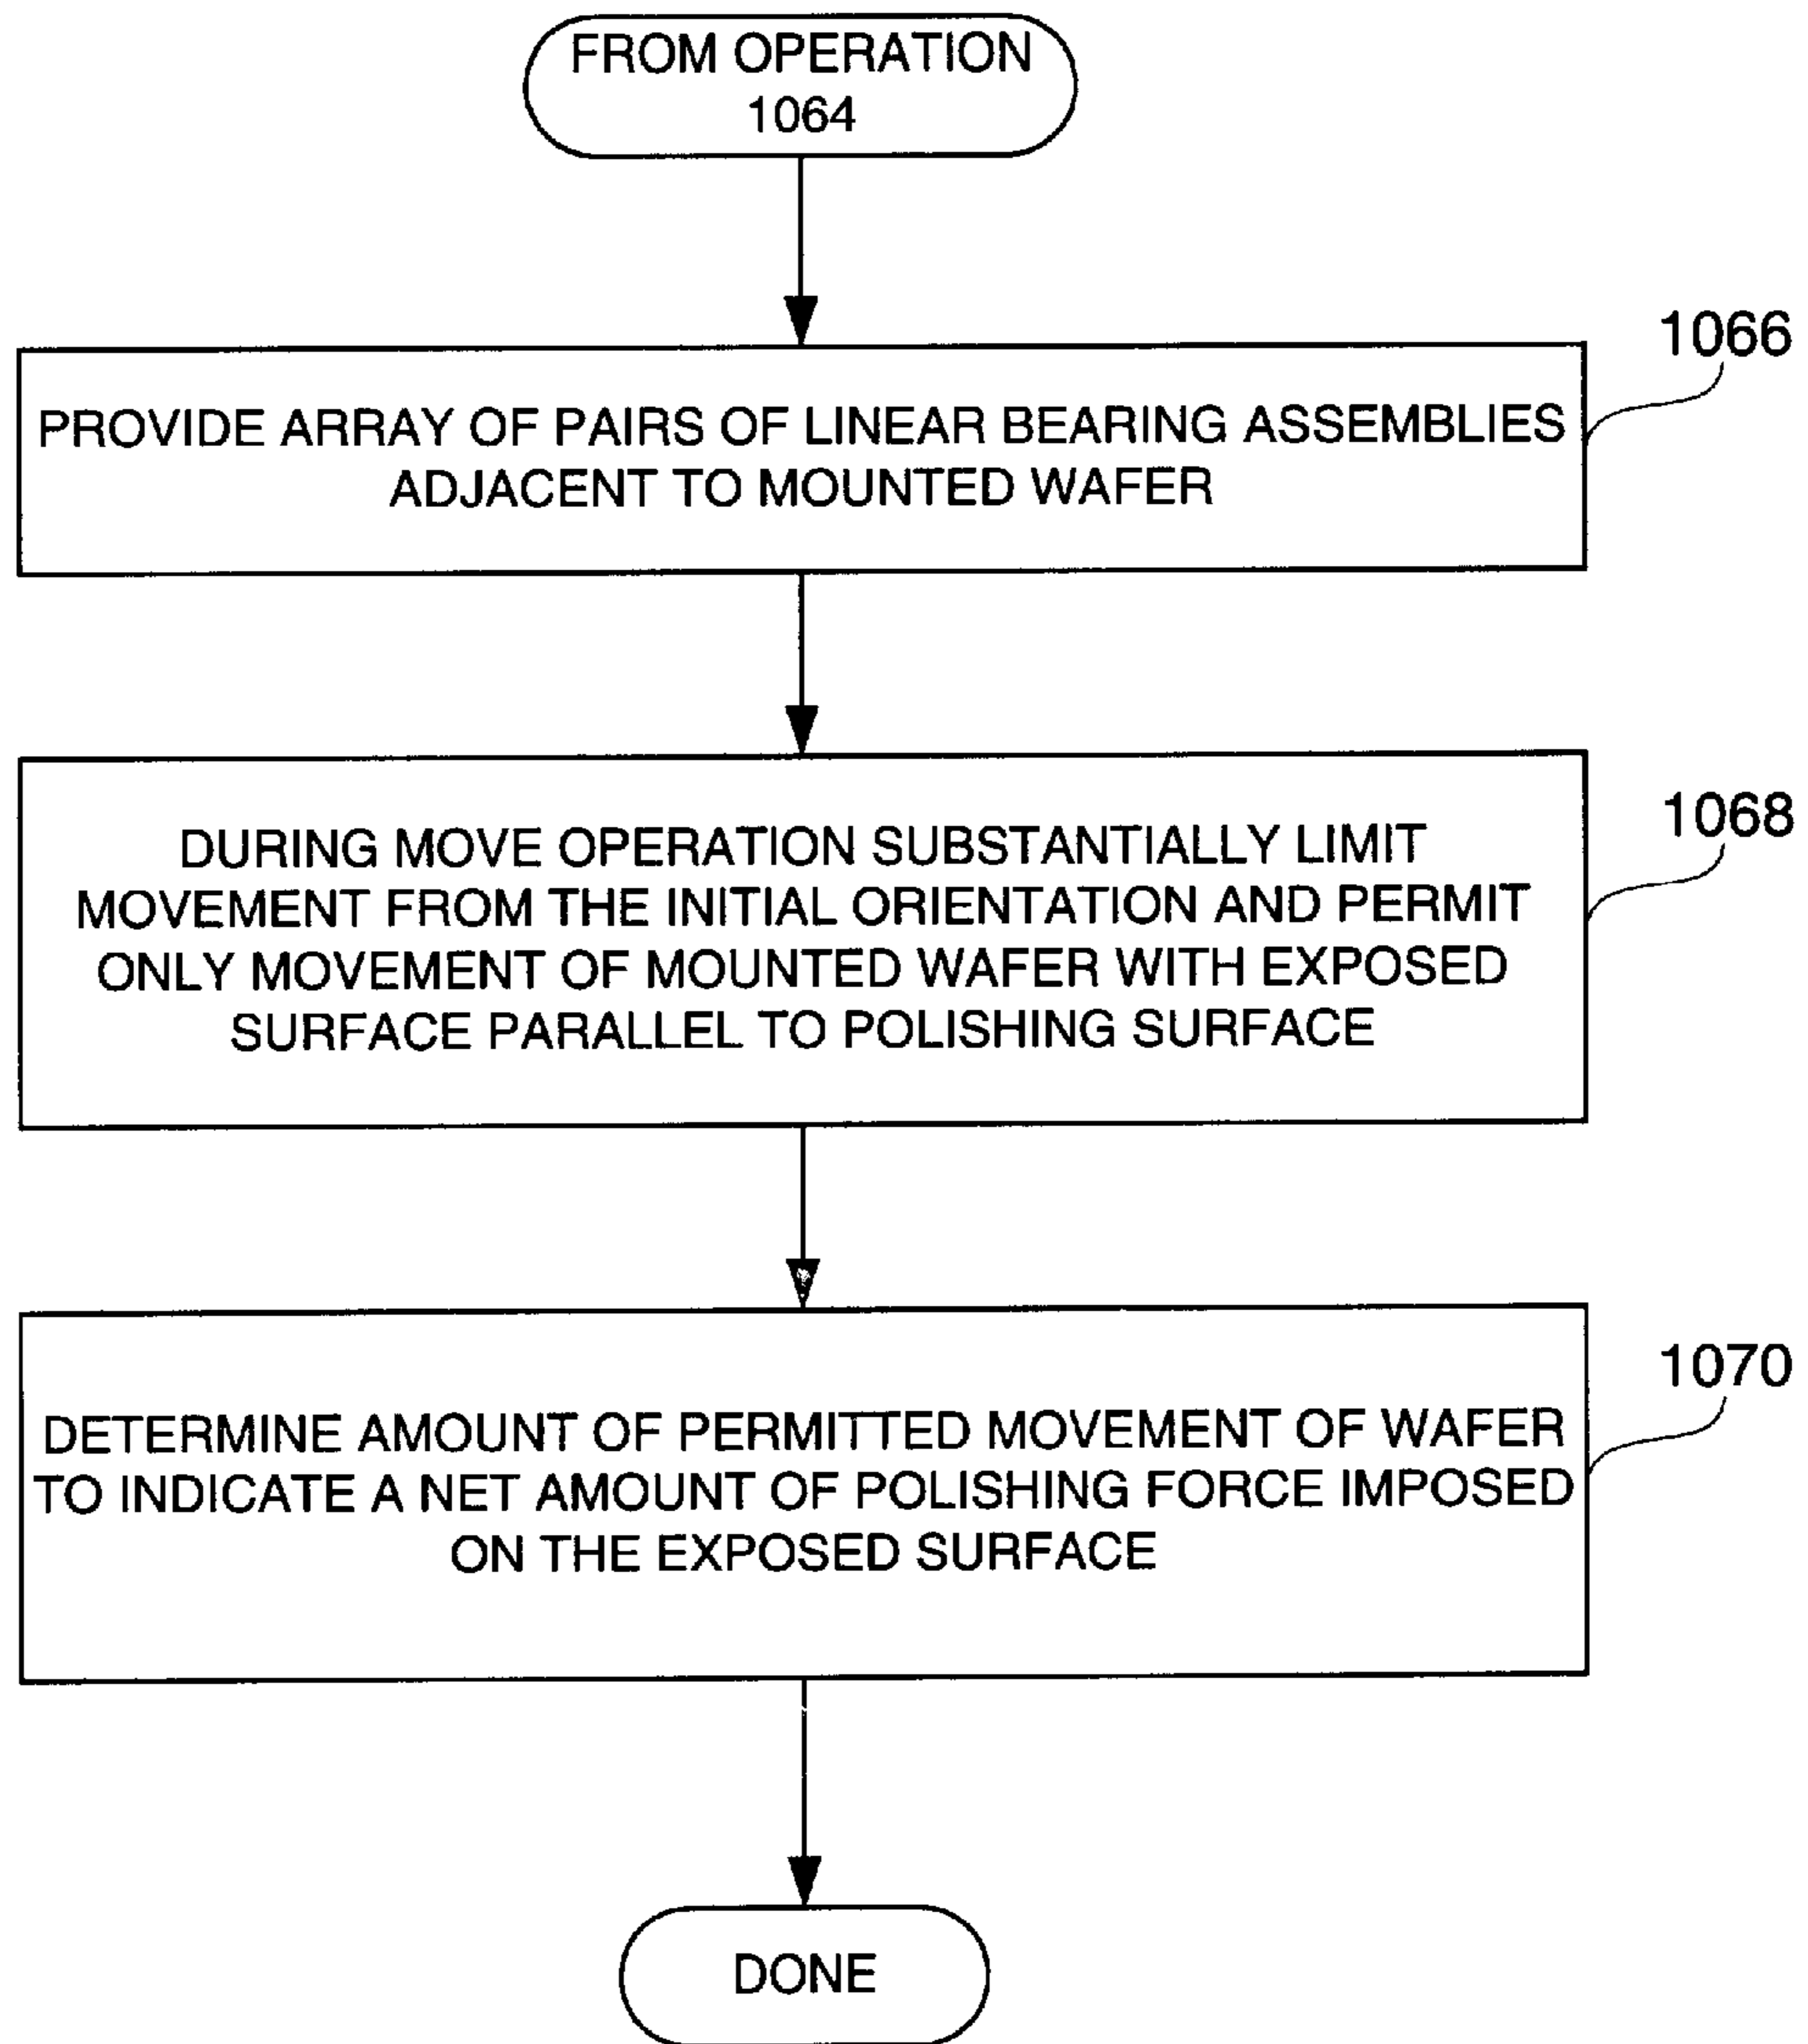 FROM OPERATION
1064
1066
PROVIDE ARRAY OF PAIRS OF LINEAR BEARING ASSEMBLIES
ADJACENT TO MOUNTED WAFER
1068
DURING MOVE OPERATION SUBSTANTIALLY LIMIT
MOVEMENT FROM THE INITIAL ORIENTATION AND PERMIT
ONLY MOVEMENT OF MOUNTED WAFER WITH EXPOSED
SURFACE PARALLEL TO POLISHING SURFACE
1070
DETERMINE AMOUNT OF PERMITTED MOVEMENT OF WAFER
TO INDICATE A NET AMOUNT OF POLISHING FORCE IMPOSED
ON THE EXPOSED SURFACE
DONE